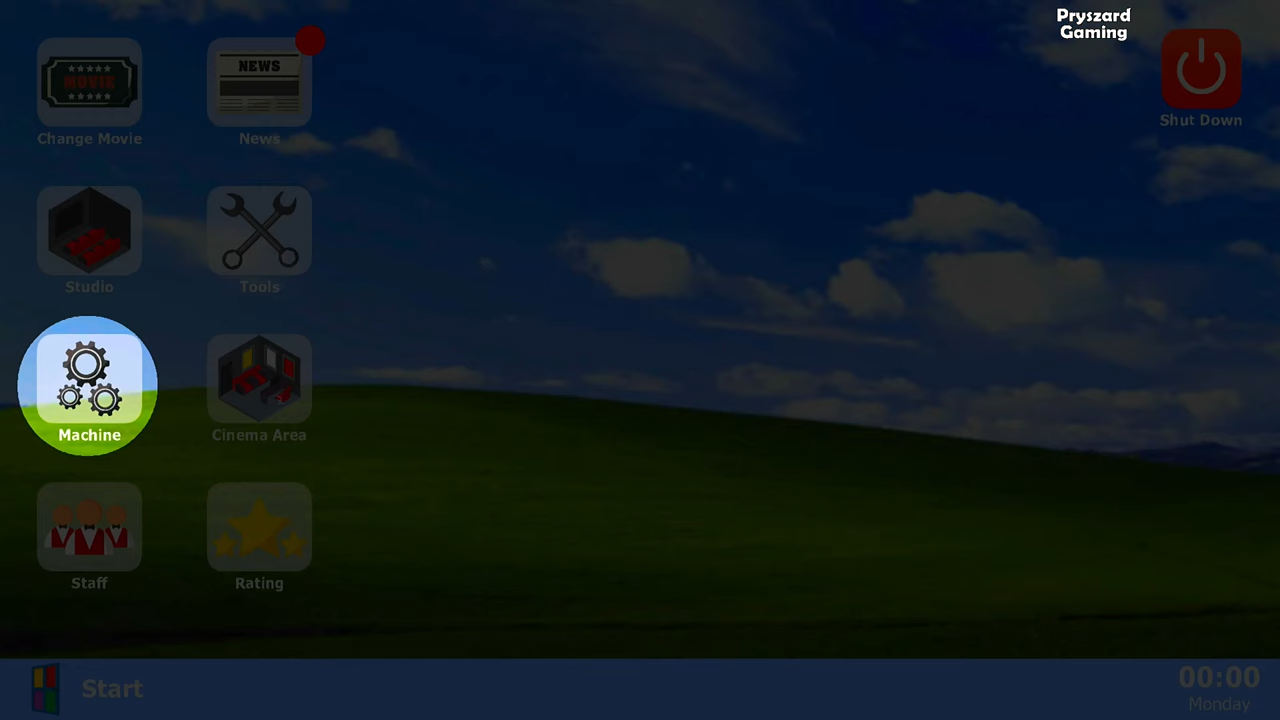 Pryszard
Gaming
MOVIE
NEWS
Change Movie
News
Shut Down
Studio
Tools
Machine
Cinema Area
Staff
Rating
Start
00:00
Monday